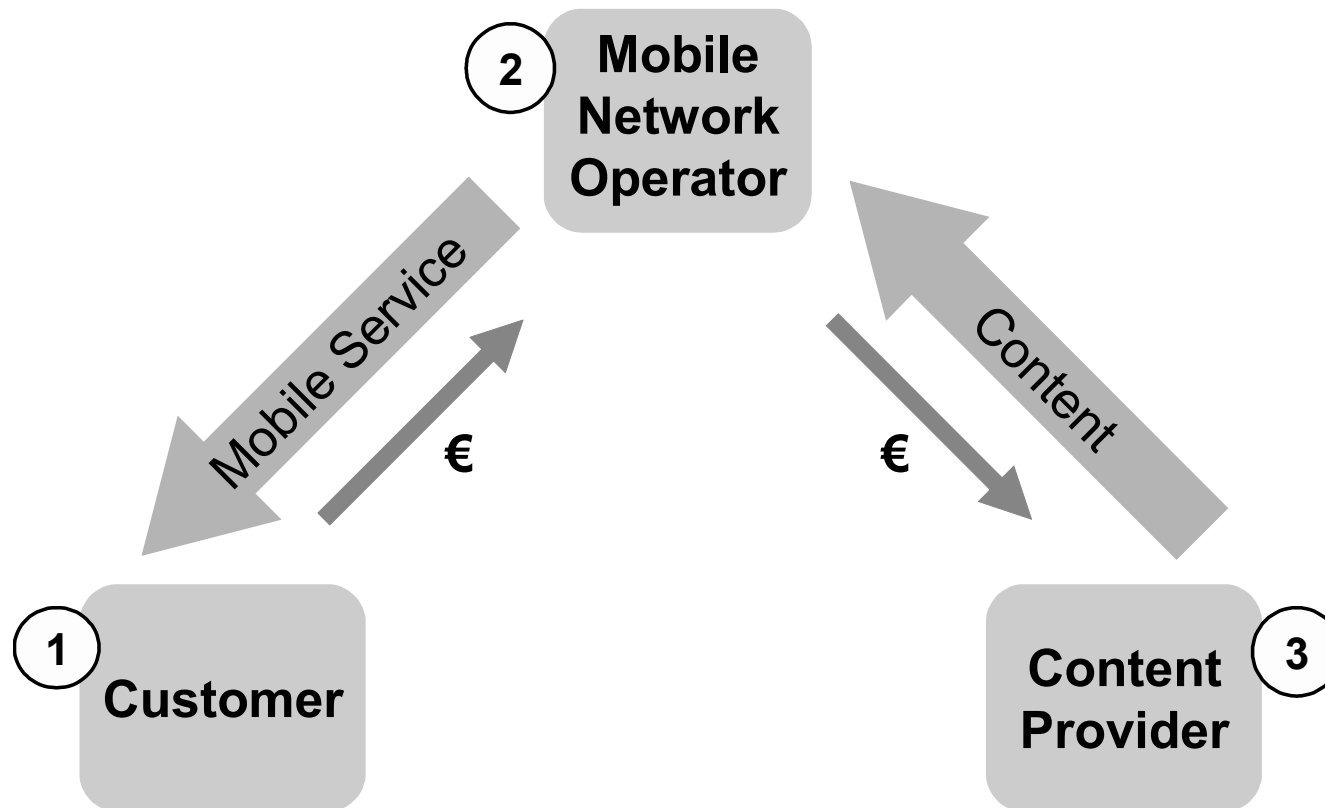 2
Mobile
Network
Operator
Mobile Service
€
€
Content
1
Customer
Content
Provider
3